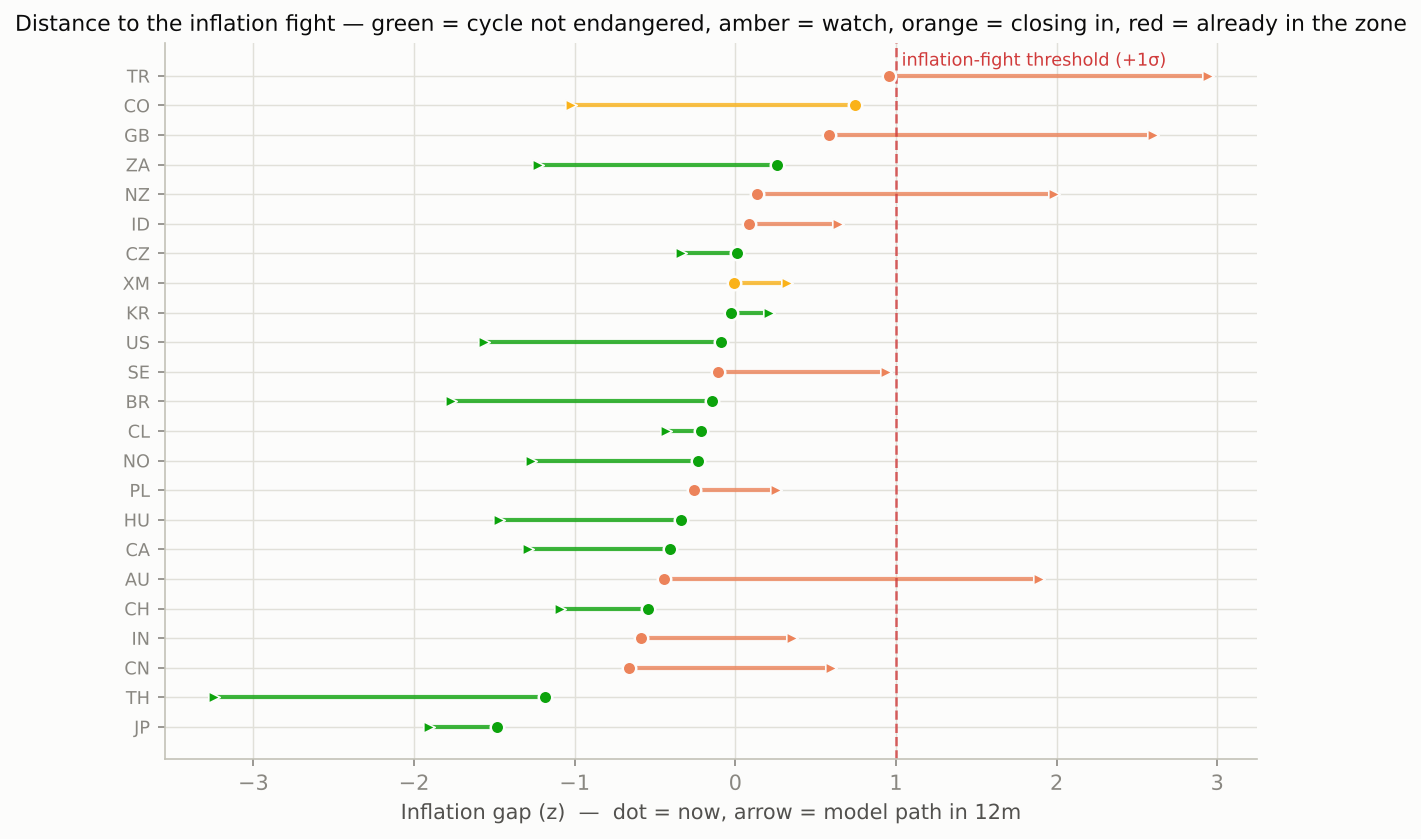 Distance to the inflation fight — green = cycle not endangered, amber = watch, orange = closing in, red = already in the zone
inflation-fight threshold (+1σ)
TR
CO
GB
ZA
NZ
ID
CZ
XM
KR
US
SE
BR
CL
NO
PL
HU
CA
AU
CH
IN
CN
TH
JP
−3 −2 −1 0 1 2 3
Inflation gap (z) — dot = now, arrow = model path in 12m